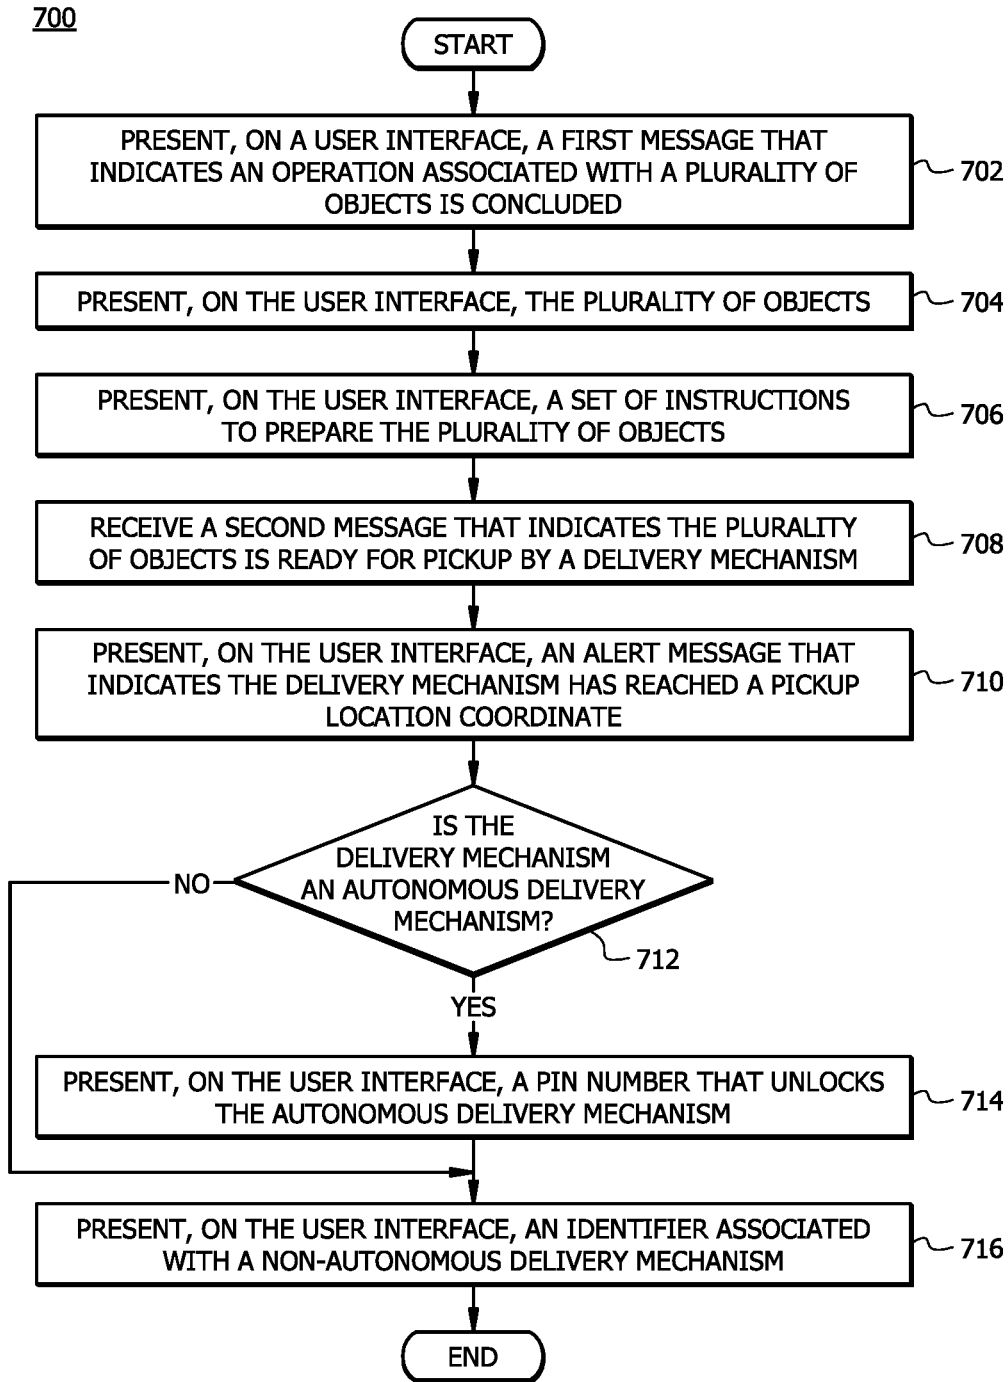 700
START
PRESENT, ON A USER INTERFACE, A FIRST MESSAGE THAT
INDICATES AN OPERATION ASSOCIATED WITH A PLURALITY OF
OBJECTS IS CONCLUDED
702
PRESENT, ON THE USER INTERFACE, THE PLURALITY OF OBJECTS
704
PRESENT, ON THE USER INTERFACE, A SET OF INSTRUCTIONS
TO PREPARE THE PLURALITY OF OBJECTS
706
RECEIVE A SECOND MESSAGE THAT INDICATES THE PLURALITY
OF OBJECTS IS READY FOR PICKUP BY A DELIVERY MECHANISM
708
PRESENT, ON THE USER INTERFACE, AN ALERT MESSAGE THAT
INDICATES THE DELIVERY MECHANISM HAS REACHED A PICKUP
LOCATION COORDINATE
710
IS THE
DELIVERY MECHANISM
AN AUTONOMOUS DELIVERY
MECHANISM?
NO
712
YES
PRESENT, ON THE USER INTERFACE, A PIN NUMBER THAT UNLOCKS
THE AUTONOMOUS DELIVERY MECHANISM
714
PRESENT, ON THE USER INTERFACE, AN IDENTIFIER ASSOCIATED
WITH A NON-AUTONOMOUS DELIVERY MECHANISM
716
END